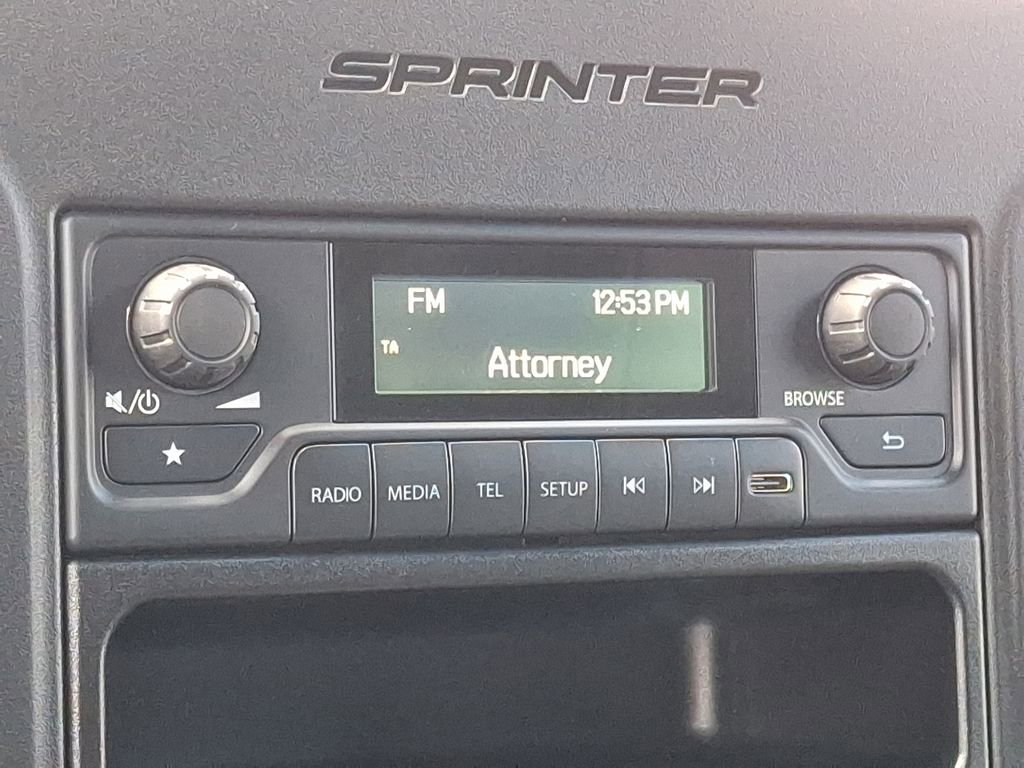 SPRINTER
FM 12:53 PM
TA
Attorney
BROWSE
RADIO MEDIA TEL SETUP